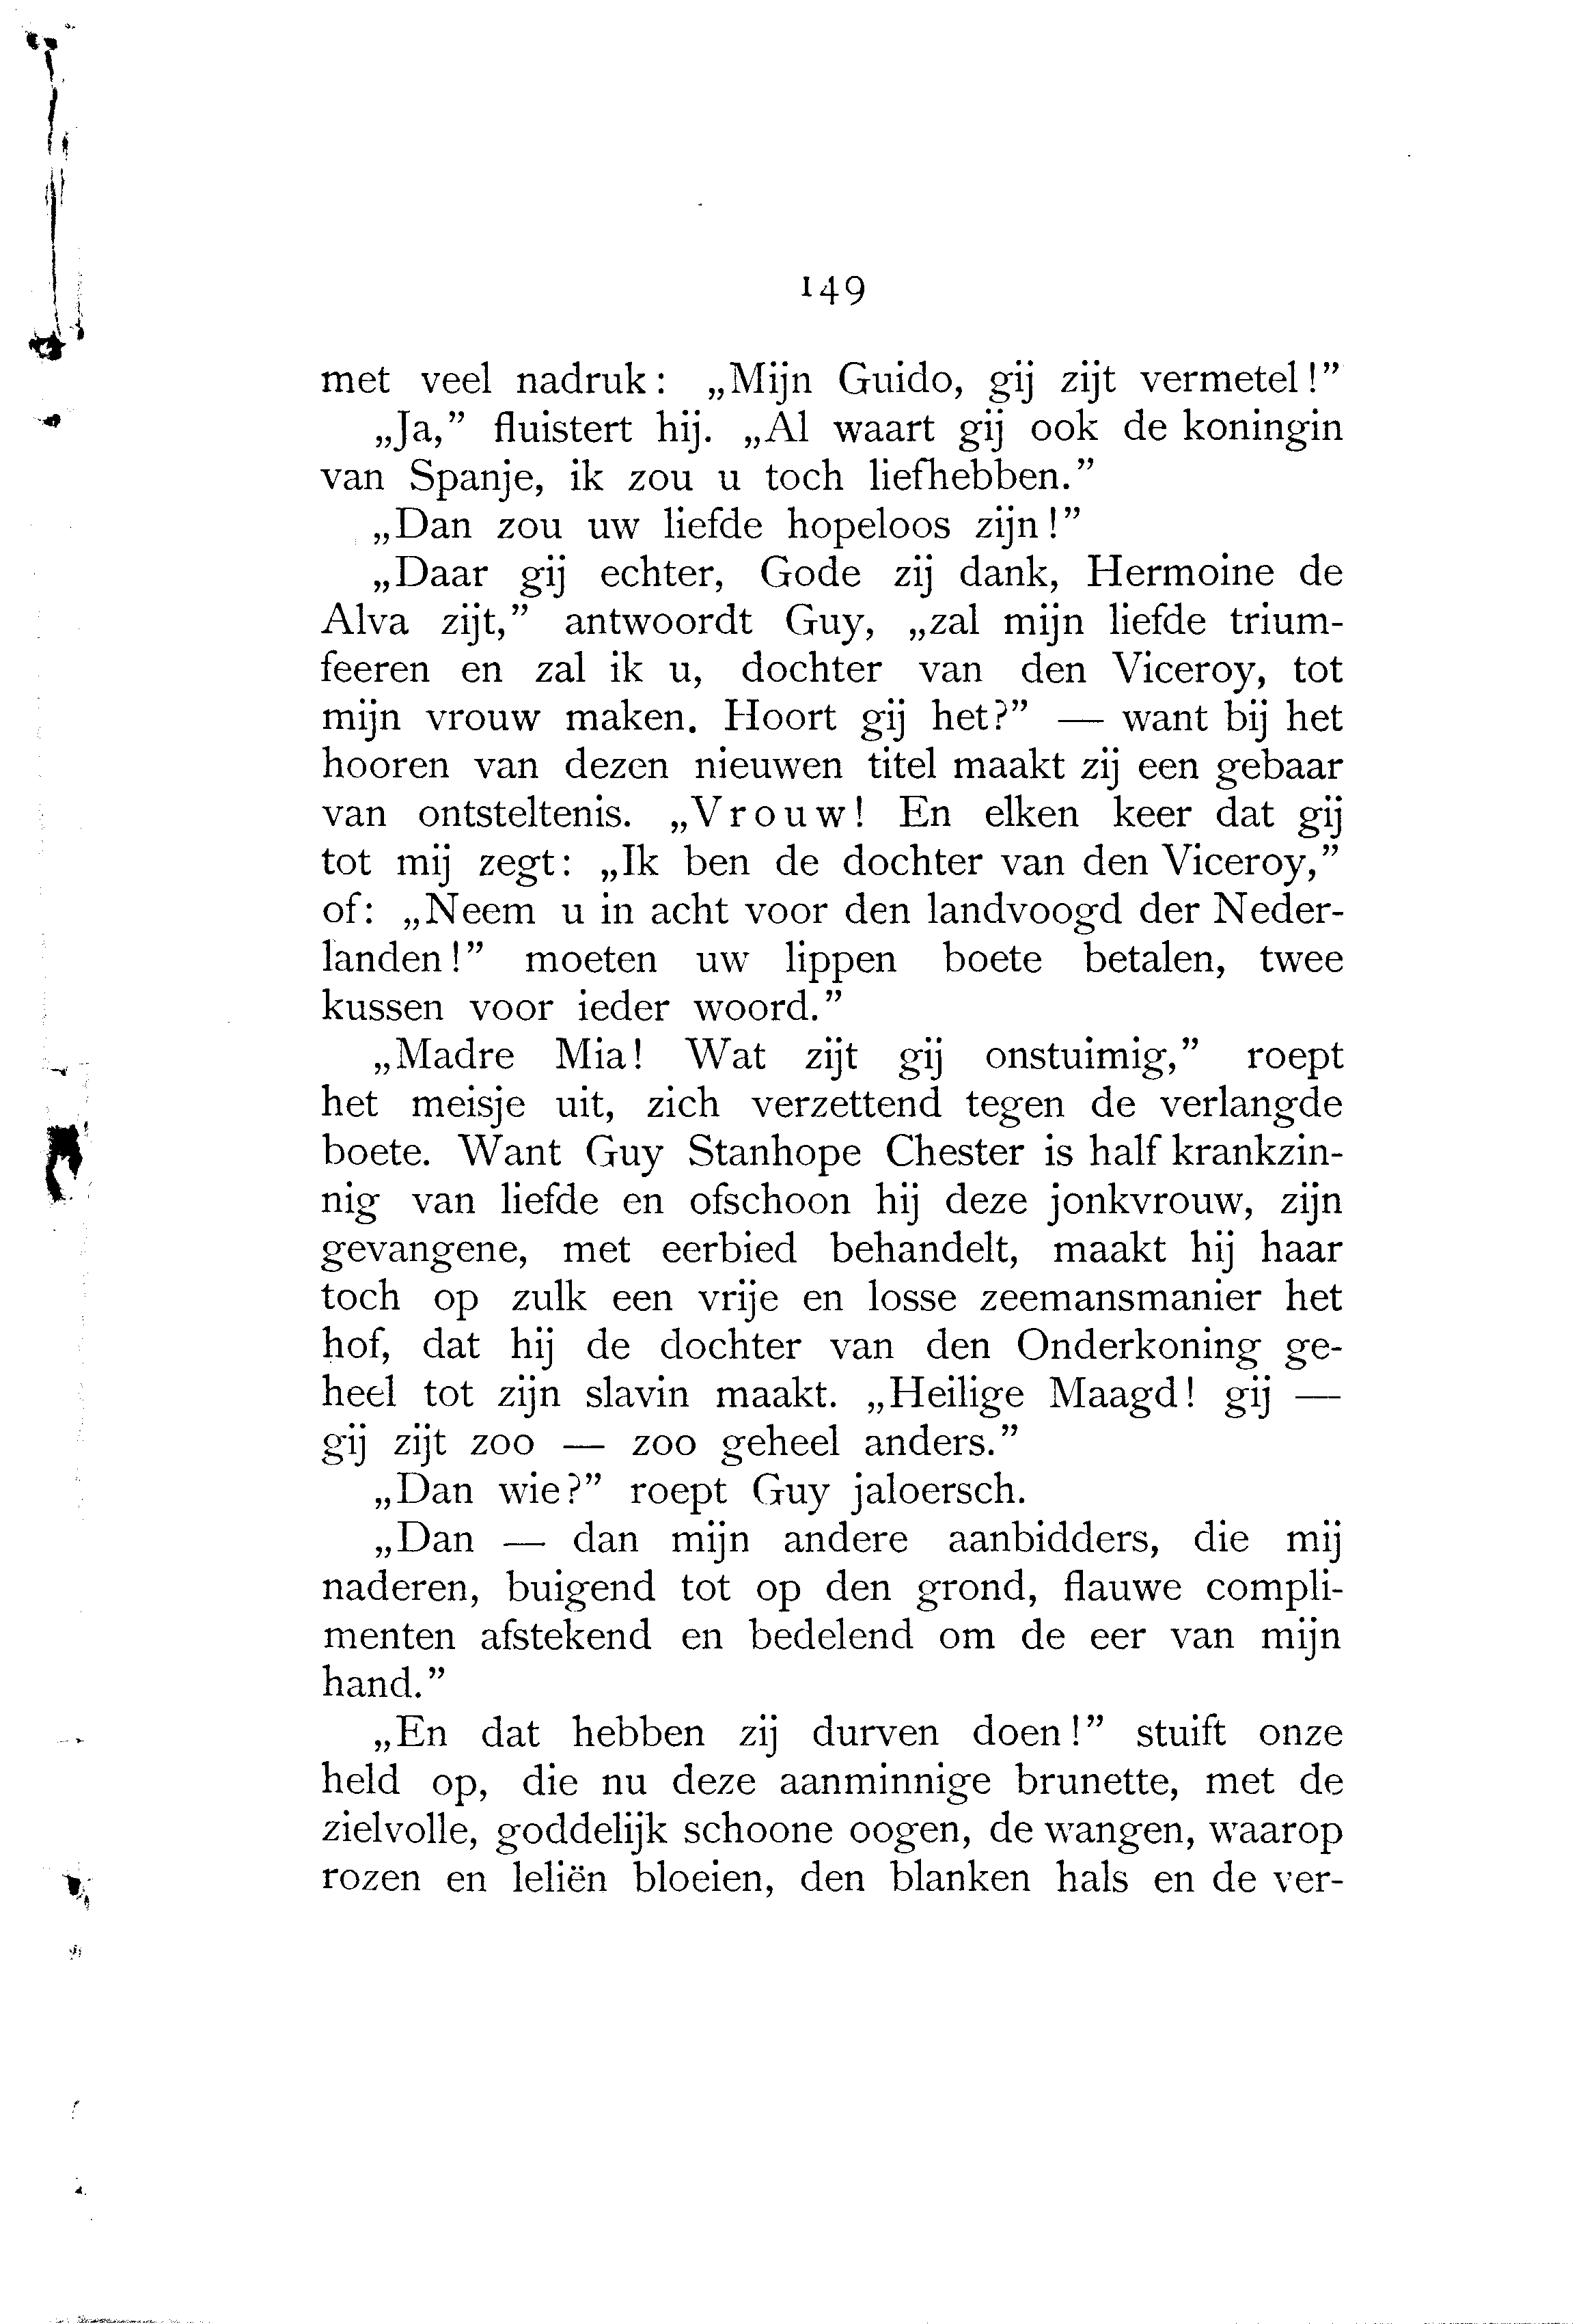 149
met veel nadruk: „Mijn Guido, gij zijt vermetel!”
„Ja,” fluistert hij. „Al waart gij ook de koningin
van Spanje, ik zou u toch liefhebben.”
„Dan zou uw liefde hopeloos zijn!”
„Daar gij echter, Gode zij dank, Hermoine de
Alva zijt,” antwoordt Guy, „zal mijn liefde trium-
feeren en zal ik u, dochter van den Viceroy, tot
mijn vrouw maken. Hoort gij het?” — want bij het
hooren van dezen nieuwen titel maakt zij een gebaar
van ontsteltenis. „Vrouw! En elken keer dat gij
tot mij zegt: „Ik ben de dochter van den Viceroy,”
of: „Neem u in acht voor den landvoogd der Neder-
landen!” moeten uw lippen boete betalen, twee
kussen voor ieder woord.”
„Madre Mia! Wat zijt gij onstuimig,” roept
het meisje uit, zich verzettend tegen de verlangde
boete. Want Guy Stanhope Chester is half krankzin-
nig van liefde en ofschoon hij deze jonkvrouw, zijn
gevangene, met eerbied behandelt, maakt hij haar
toch op zulk een vrije en losse zeemansmanier het
hof, dat hij de dochter van den Onderkoning ge-
heel tot zijn slavin maakt. „Heilige Maagd! gij —
gij zijt zoo — zoo geheel anders.”
„Dan wie?” roept Guy jaloersch.
„Dan — dan mijn andere aanbidders, die mij
naderen, buigend tot op den grond, flauwe compli-
menten afstekend en bedelend om de eer van mijn
hand.”
„En dat hebben zij durven doen!” stuift onze
held op, die nu deze aanminnige brunette, met de
zielvolle, goddelijk schoone oogen, de wangen, waarop
rozen en leliën bloeien, den blanken hals en de ver-